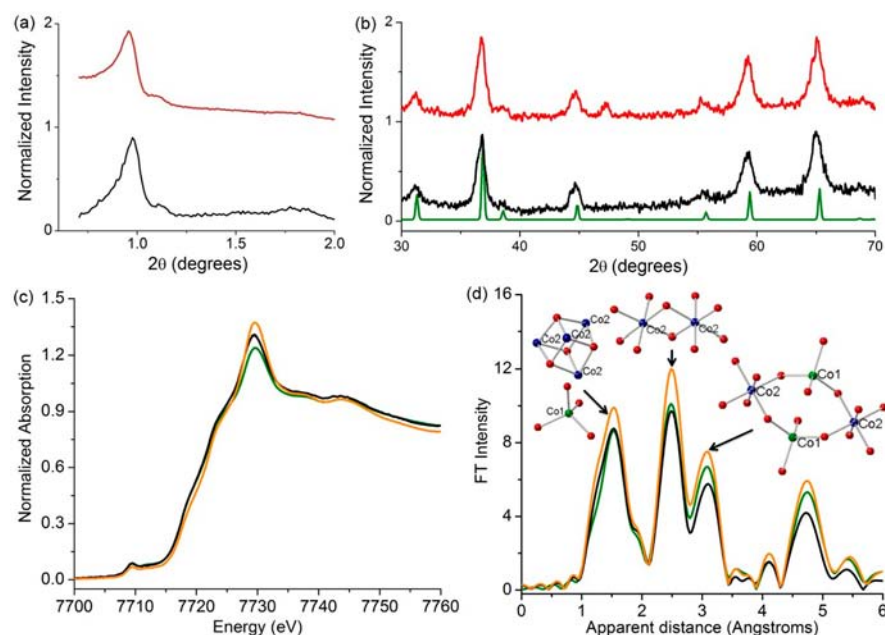 (a)
2
1
0
Normalized Intensity
1.0
1.5
2.0
2θ (degrees)
(b)
2
1
0
Normalized Intensity
30
40
50
60
70
2θ (degrees)
(c)
1.5
1.2
0.9
0.6
0.3
0.0
Normalized Absorption
7700
7710
7720
7730
7740
7750
7760
Energy (eV)
(d)
16
12
8
4
0
FT Intensity
0
1
2
3
4
5
6
Apparent distance (Angstroms)
Co2
Co2
Co2
Co2
Co1
Co2
Co2
Co2
Co1
Co1
Co2